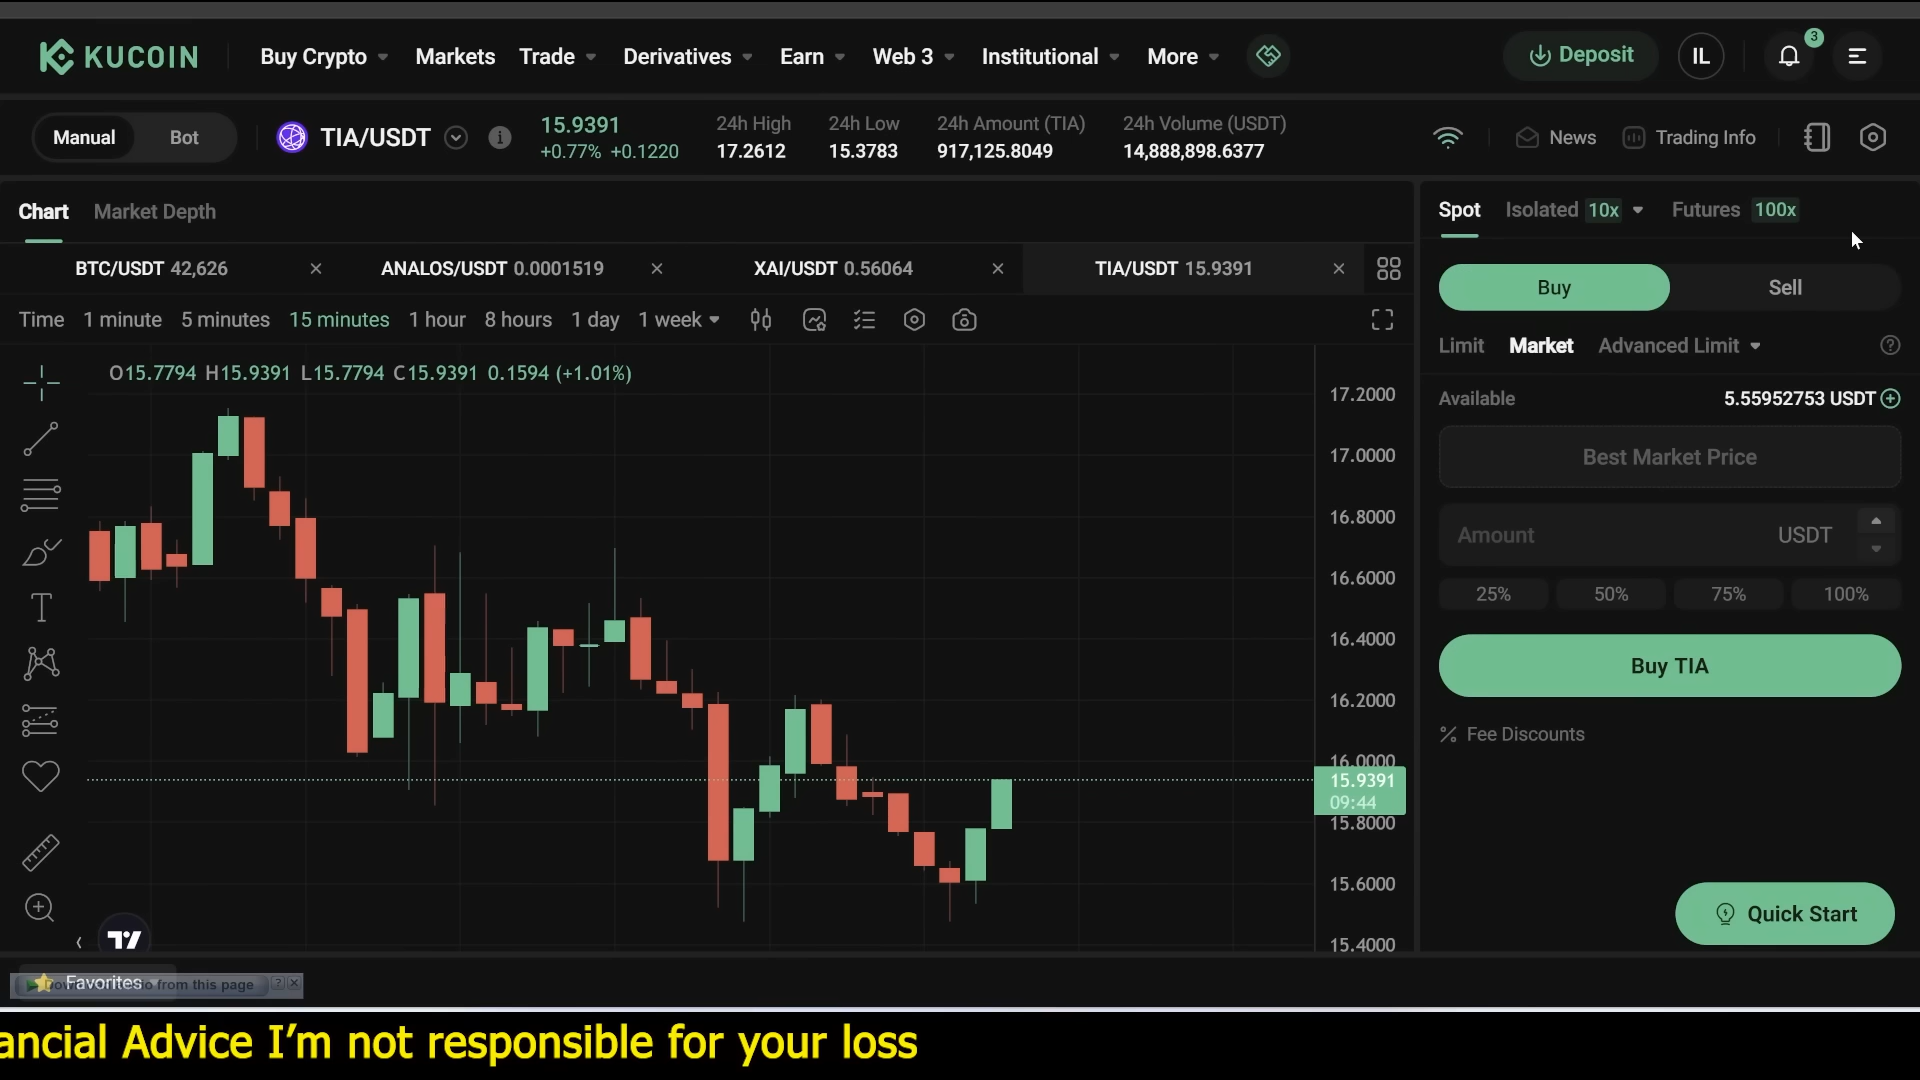 KUCOIN
Buy Crypto Markets Trade Derivatives Earn Web 3 Institutional More
Deposit IL 3
Manual Bot
TIA/USDT
15.9391
+0.77% +0.1220
24h High
17.2612
24h Low
15.3783
24h Amount (TIA)
917,125.8049
24h Volume (USDT)
14,888,898.6377
News Trading Info
Chart Market Depth
BTC/USDT 42,626 ANALOS/USDT 0.0001519 XAI/USDT 0.56064 TIA/USDT 15.9391
Time 1 minute 5 minutes 15 minutes 1 hour 8 hours 1 day 1 week
O15.7794 H15.9391 L15.7794 C15.9391 0.1594 (+1.01%)
17.2000
17.0000
16.8000
16.6000
16.4000
16.2000
16.0000
15.9391
09:44
15.8000
15.6000
15.4000
Spot Isolated 10x Futures 100x
Buy Sell
Limit Market Advanced Limit
Available 5.55952753 USDT
Best Market Price
Amount USDT
25% 50% 75% 100%
Buy TIA
Fee Discounts
Quick Start
Favorites
from this page
ancial Advice I'm not responsible for your loss